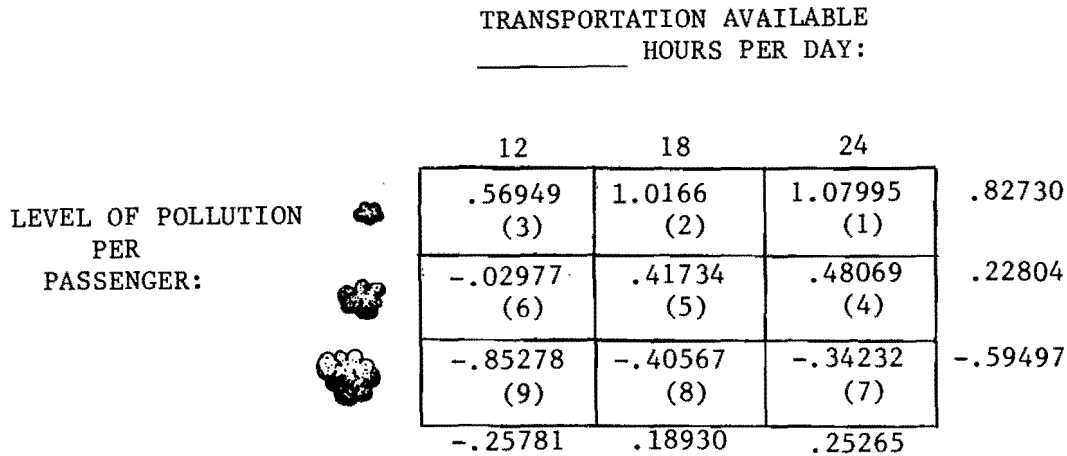 TRANSPORTATION AVAILABLE
________ HOURS PER DAY:
12 18 24
.56949 1.0166 1.07995 .82730
LEVEL OF POLLUTION
(3) (2) (1)
PER
PASSENGER:
-.02977 .41734 .48069 .22804
(6) (5) (4)
-.85278 -.40567 -.34232 -.59497
(9) (8) (7)
-.25781 .18930 .25265